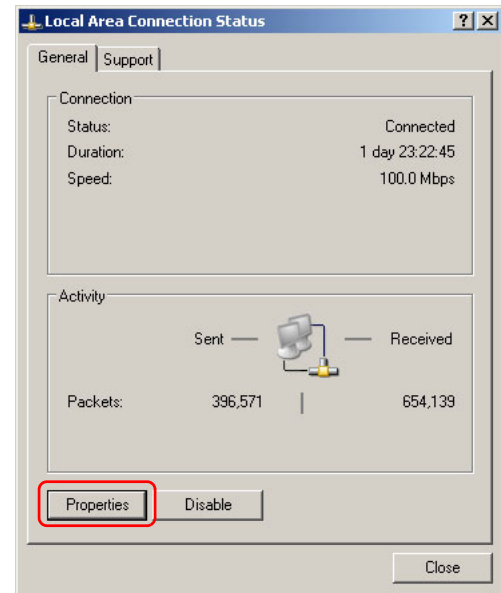 Local Area Connection Status
General Support
Connection
Status: Connected
Duration: 1 day 23:22:45
Speed: 100.0 Mbps
Activity
Sent Received
Packets: 396,571 654,139
Properties Disable
Close